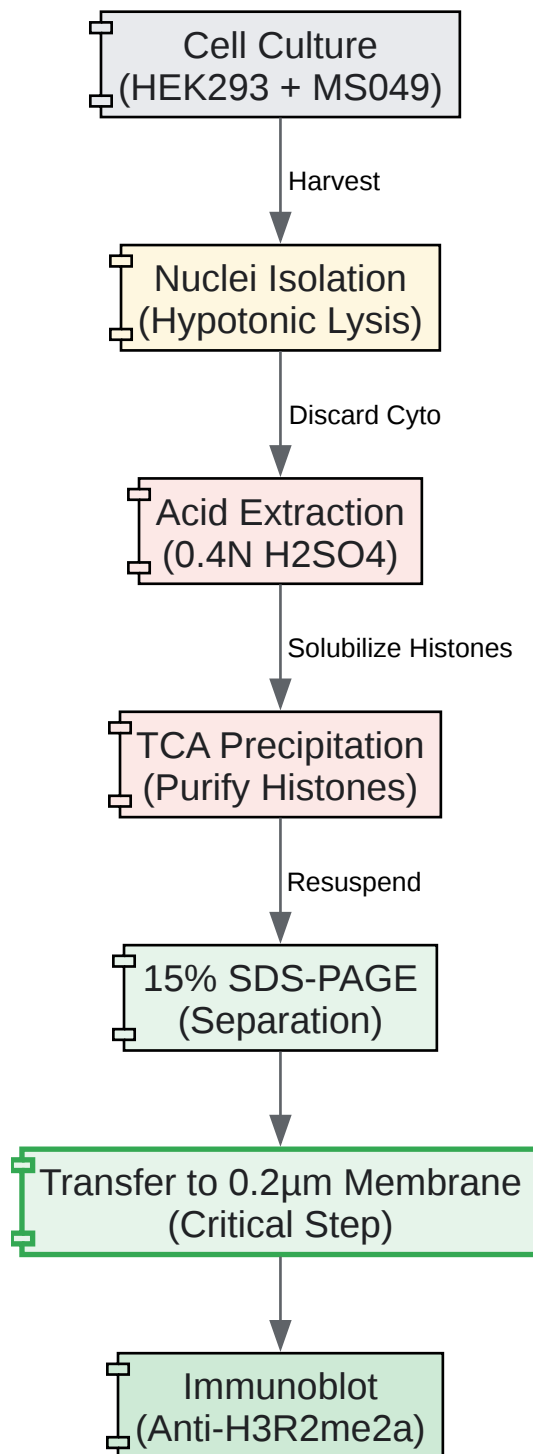 Cell Culture
(HEK293 + MS049)
Harvest
Nuclei Isolation
(Hypotonic Lysis)
Discard Cyto
Acid Extraction
(0.4N H2SO4)
Solubilize Histones
TCA Precipitation
(Purify Histones)
Resuspend
15% SDS-PAGE
(Separation)
Transfer to 0.2µm Membrane
(Critical Step)
Immunoblot
(Anti-H3R2me2a)